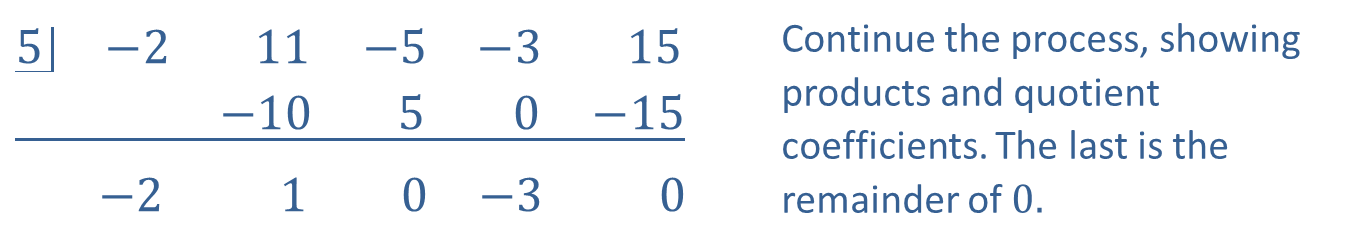 5| −2 11 −5 −3 15
−10 5 0 −15
−2 1 0 −3 0
Continue the process, showing
products and quotient
coefficients. The last is the
remainder of 0.